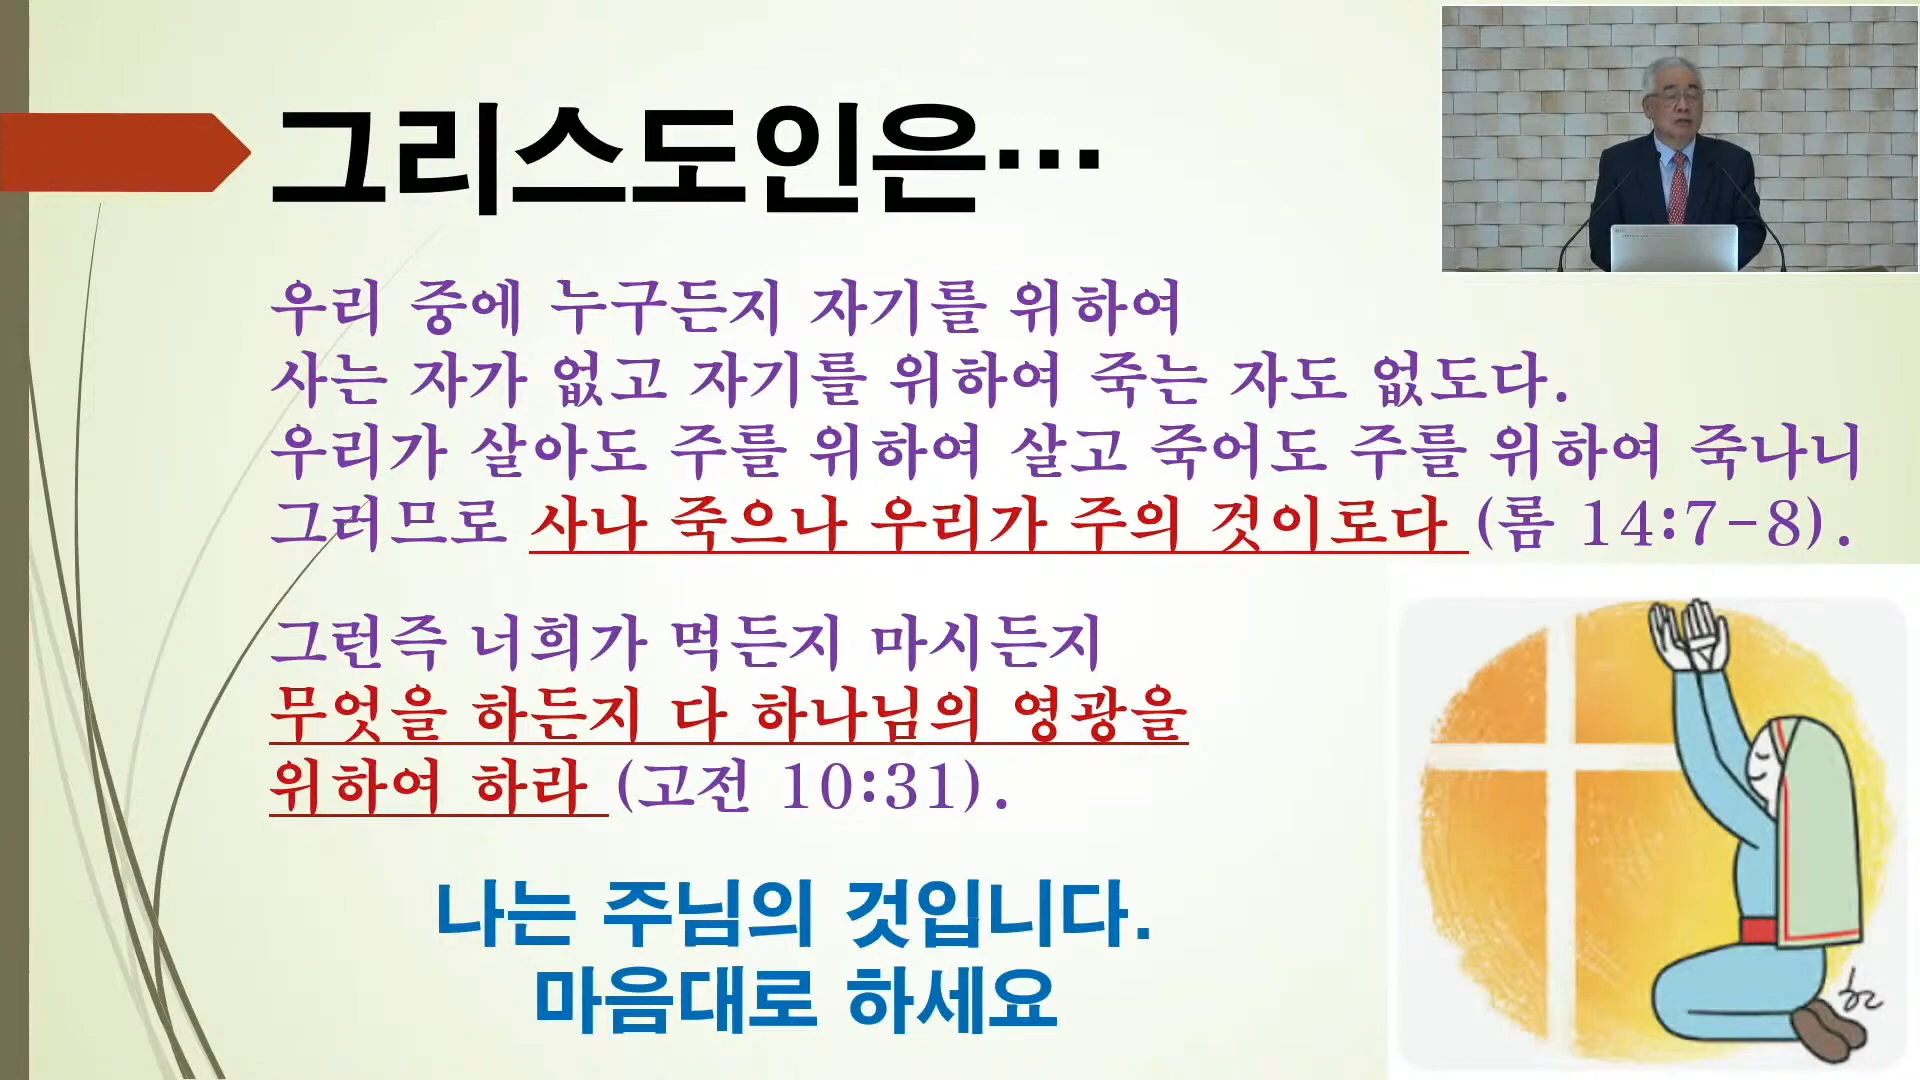 그리스도인은…
우리 중에 누구든지 자기를 위하여
사는 자가 없고 자기를 위하여 죽는 자도 없도다.
우리가 살아도 주를 위하여 살고 죽어도 주를 위하여 죽나니
그러므로 사나 죽으나 우리가 주의 것이로다 (롬 14:7-8).
그런즉 너희가 먹든지 마시든지
무엇을 하든지 다 하나님의 영광을
위하여 하라 (고전 10:31).
나는 주님의 것입니다.
마음대로 하세요